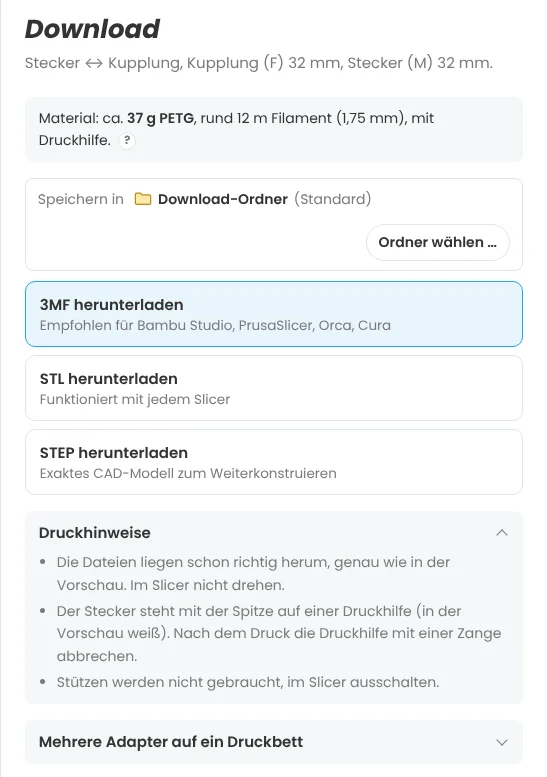 Download
Stecker ↔ Kupplung, Kupplung (F) 32 mm, Stecker (M) 32 mm.
Material: ca. 37 g PETG, rund 12 m Filament (1,75 mm), mit
Druckhilfe. ?
Speichern in Download-Ordner (Standard)
Ordner wählen ...
3MF herunterladen
Empfohlen für Bambu Studio, PrusaSlicer, Orca, Cura
STL herunterladen
Funktioniert mit jedem Slicer
STEP herunterladen
Exaktes CAD-Modell zum Weiterkonstruieren
Druckhinweise
• Die Dateien liegen schon richtig herum, genau wie in der
Vorschau. Im Slicer nicht drehen.
• Der Stecker steht mit der Spitze auf einer Druckhilfe (in der
Vorschau weiß). Nach dem Druck die Druckhilfe mit einer Zange
abbrechen.
• Stützen werden nicht gebraucht, im Slicer ausschalten.
Mehrere Adapter auf ein Druckbett